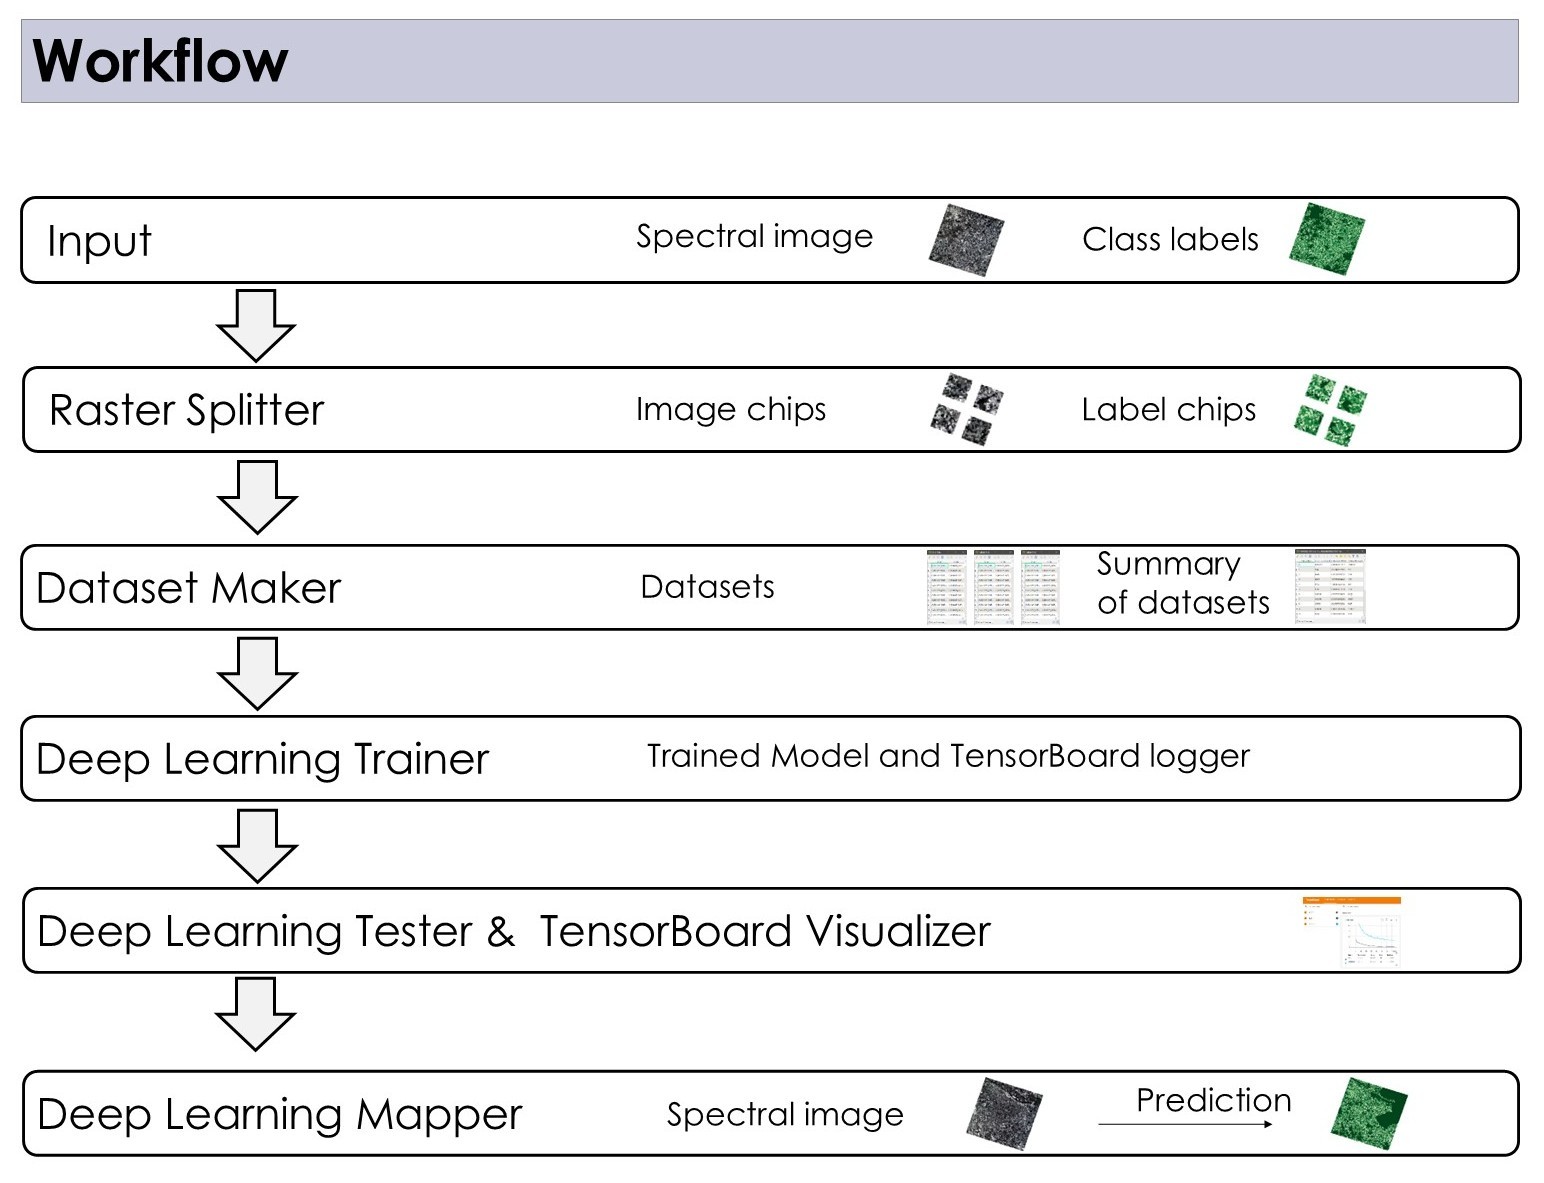 Workflow
Input
Spectral image
Class labels
Raster Splitter
Image chips
Label chips
Dataset Maker
Datasets
Summary
of datasets
Deep Learning Trainer
Trained Model and TensorBoard logger
Deep Learning Tester & TensorBoard Visualizer
Deep Learning Mapper
Spectral image
Prediction